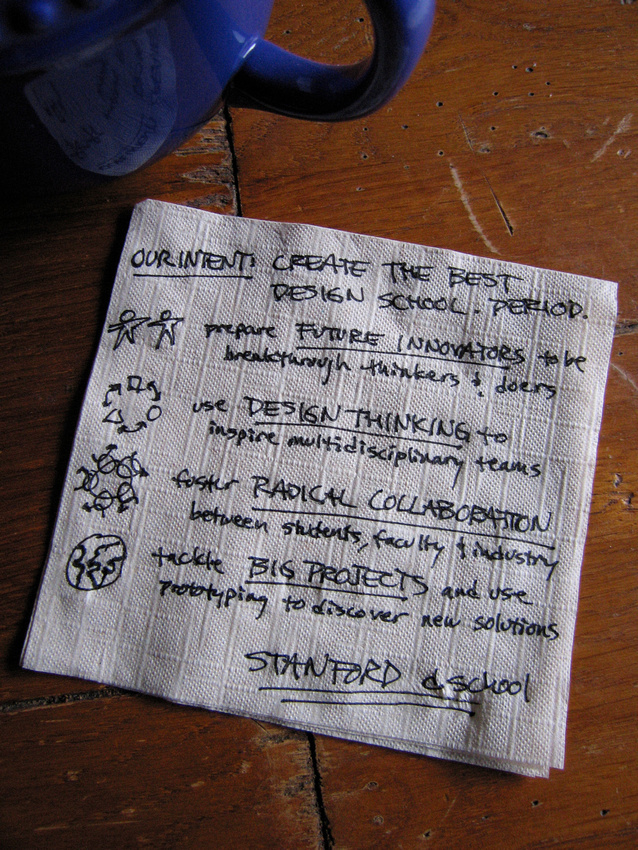 OUR INTENT: CREATE THE BEST
DESIGN SCHOOL. PERIOD.
prepare FUTURE INNOVATORS to be
breakthrough thinkers & doers
use DESIGN THINKING to
inspire multidisciplinary teams
foster RADICAL COLLABORATION
between students, faculty & industry
tackle BIG PROJECTS and use
prototyping to discover new solutions
STANFORD d.school